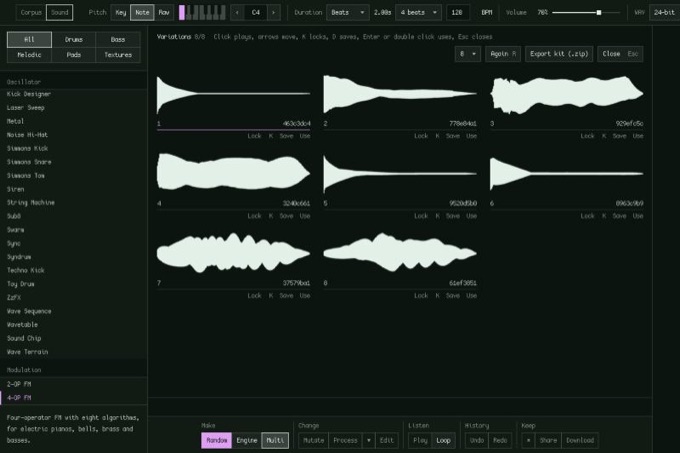 Corpus Sound Pitch Key Note Raw ‹ C4 › Duration Beats 2.00s 4 beats 120 BPM Volume 76% WAV 24-bit
All Drums Bass
Melodic Pads Textures
Variations 8/8 Click plays, arrows move, K locks, D saves, Enter or double click uses, Esc closes
8 Again R Export kit (.zip) Close Esc
Oscillator
Kick Designer
Laser Sweep
Metal
Noise Hi-Hat
Simmons Kick
Simmons Snare
Simmons Tom
Siren
String Machine
Sub8
Swarm
Sync
Syndrum
Techno Kick
Toy Drum
ZzFX
Wave Sequence
Wavetable
Sound Chip
Wave Terrain
Modulation
2-OP FM
4-OP FM
Four-operator FM with eight algorithms,
for electric pianos, bells, brass and
basses.
1 463c3dc4
Lock K Save Use
2 778e84a1
Lock K Save Use
3 929efc5c
Lock K Save Use
4 3240c661
Lock K Save Use
5 9520d5b0
Lock K Save Use
6 8963c9b9
Lock K Save Use
7 37579ba1
Lock K Save Use
8 61ef3851
Lock K Save Use
Make Change Listen History Keep
Random Engine Multi Mutate Process Edit Play Loop Undo Redo Share Download